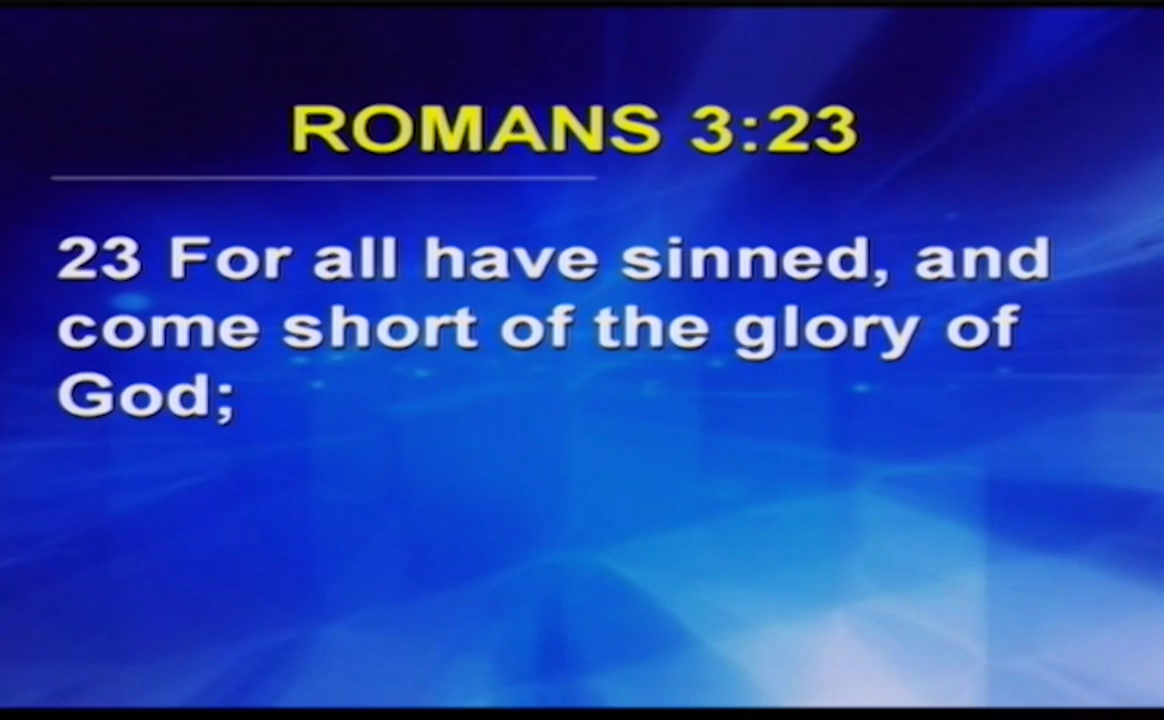 ROMANS 3:23
23 For all have sinned, and
come short of the glory of
God;